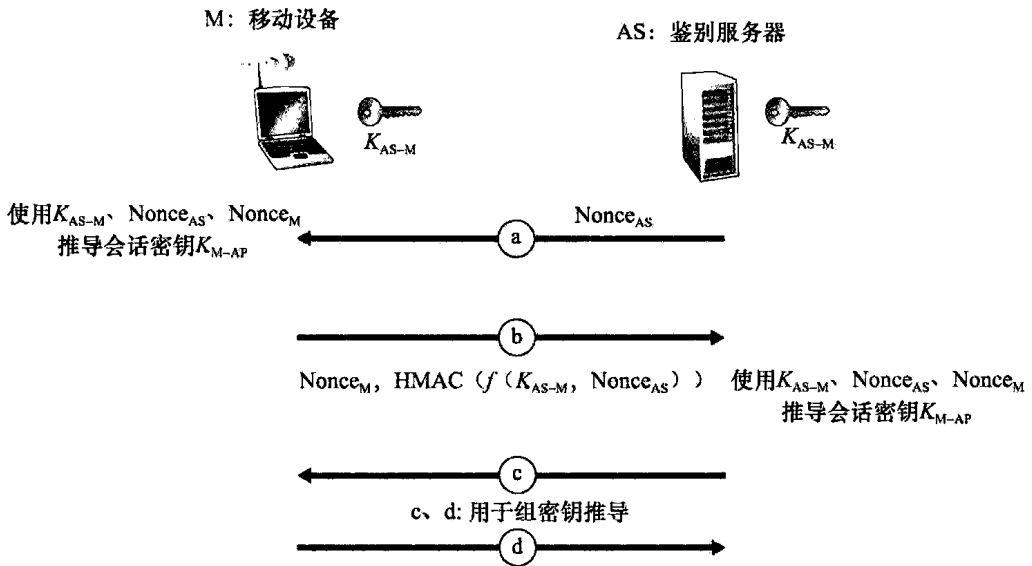 M：移动设备
AS：鉴别服务器
K_AS–M
K_AS–M
使用K_AS–M、Nonce_AS、Nonce_M
推导会话密钥K_M–AP
Nonce_AS
a
b
Nonce_M，HMAC（f（K_AS–M，Nonce_AS））
使用K_AS–M、Nonce_AS、Nonce_M
推导会话密钥K_M–AP
c
c、d: 用于组密钥推导
d